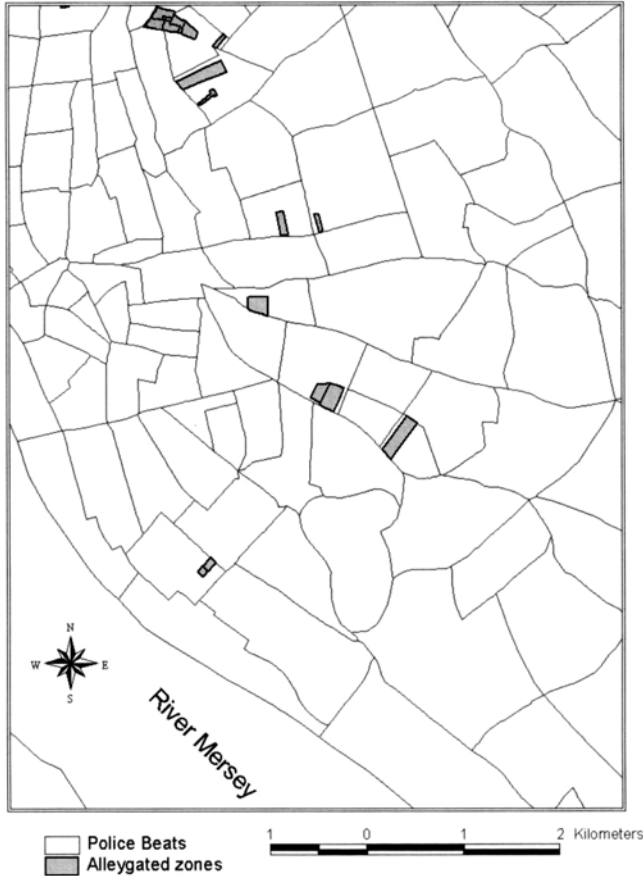 N
W E
S
River Mersey
Police Beats
Alleygated zones
1 0 1 2 Kilometers